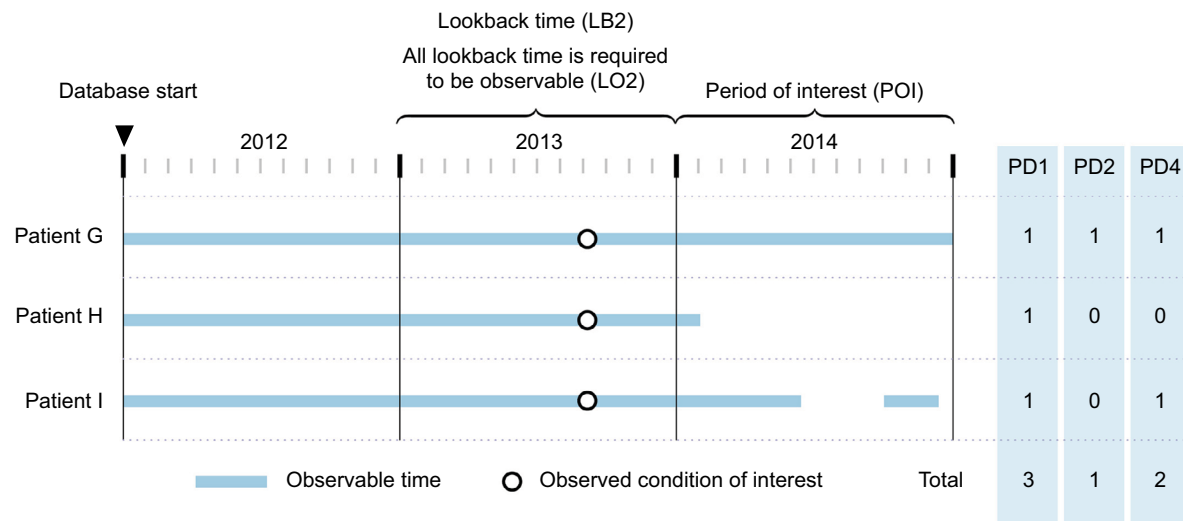 Lookback time (LB2)
All lookback time is required
to be observable (LO2)
Database start
Period of interest (POI)
2012
2013
2014
PD1 PD2 PD4
Patient G 1 1 1
Patient H 1 0 0
Patient I 1 0 1
Observable time Observed condition of interest Total 3 1 2